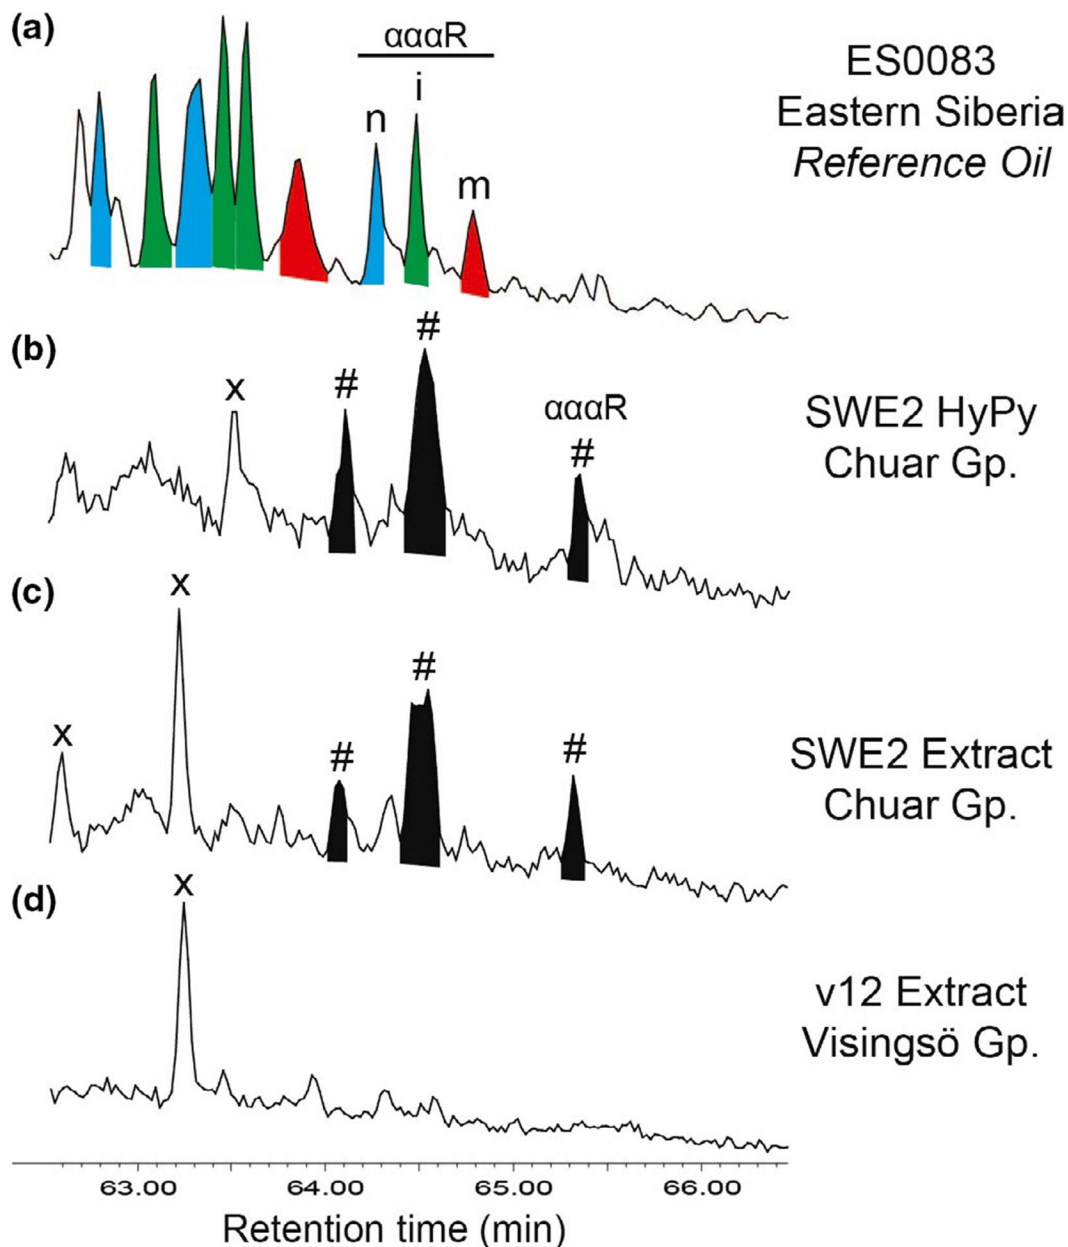 (a)
αααR
n
i
m
ES0083
Eastern Siberia
Reference Oil
(b)
x
#
#
αααR
#
SWE2 HyPy
Chuar Gp.
(c)
x
x
#
#
#
SWE2 Extract
Chuar Gp.
(d)
x
v12 Extract
Visingsö Gp.
63.00 64.00 65.00 66.00
Retention time (min)